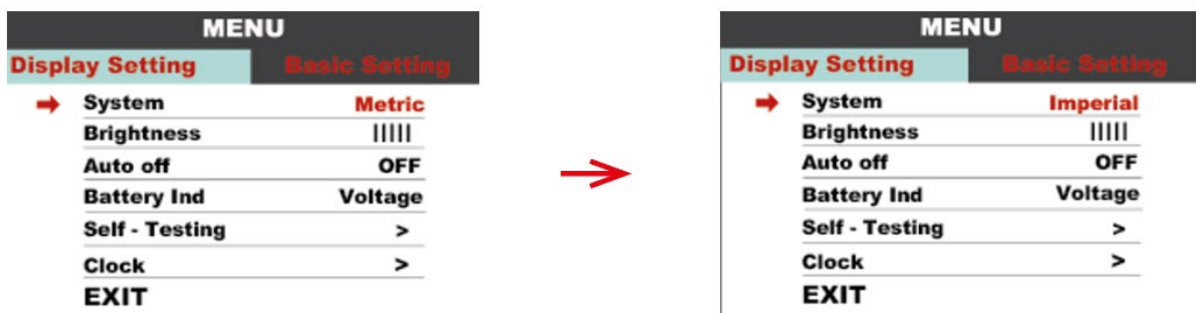 MENU
Display Setting Basic Setting
System Metric
Brightness |||||
Auto off OFF
Battery Ind Voltage
Self - Testing >
Clock >
EXIT
MENU
Display Setting Basic Setting
System Imperial
Brightness |||||
Auto off OFF
Battery Ind Voltage
Self - Testing >
Clock >
EXIT